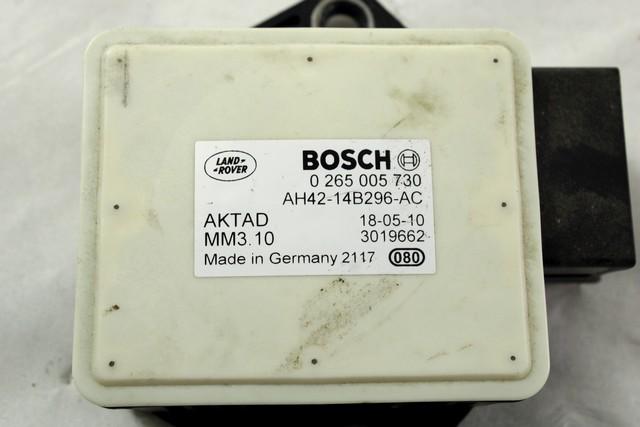 LAND-
-ROVER
BOSCH
0 265 005 730
AH42-14B296-AC
AKTAD 18-05-10
MM3.10 3019662
Made in Germany 2117 080